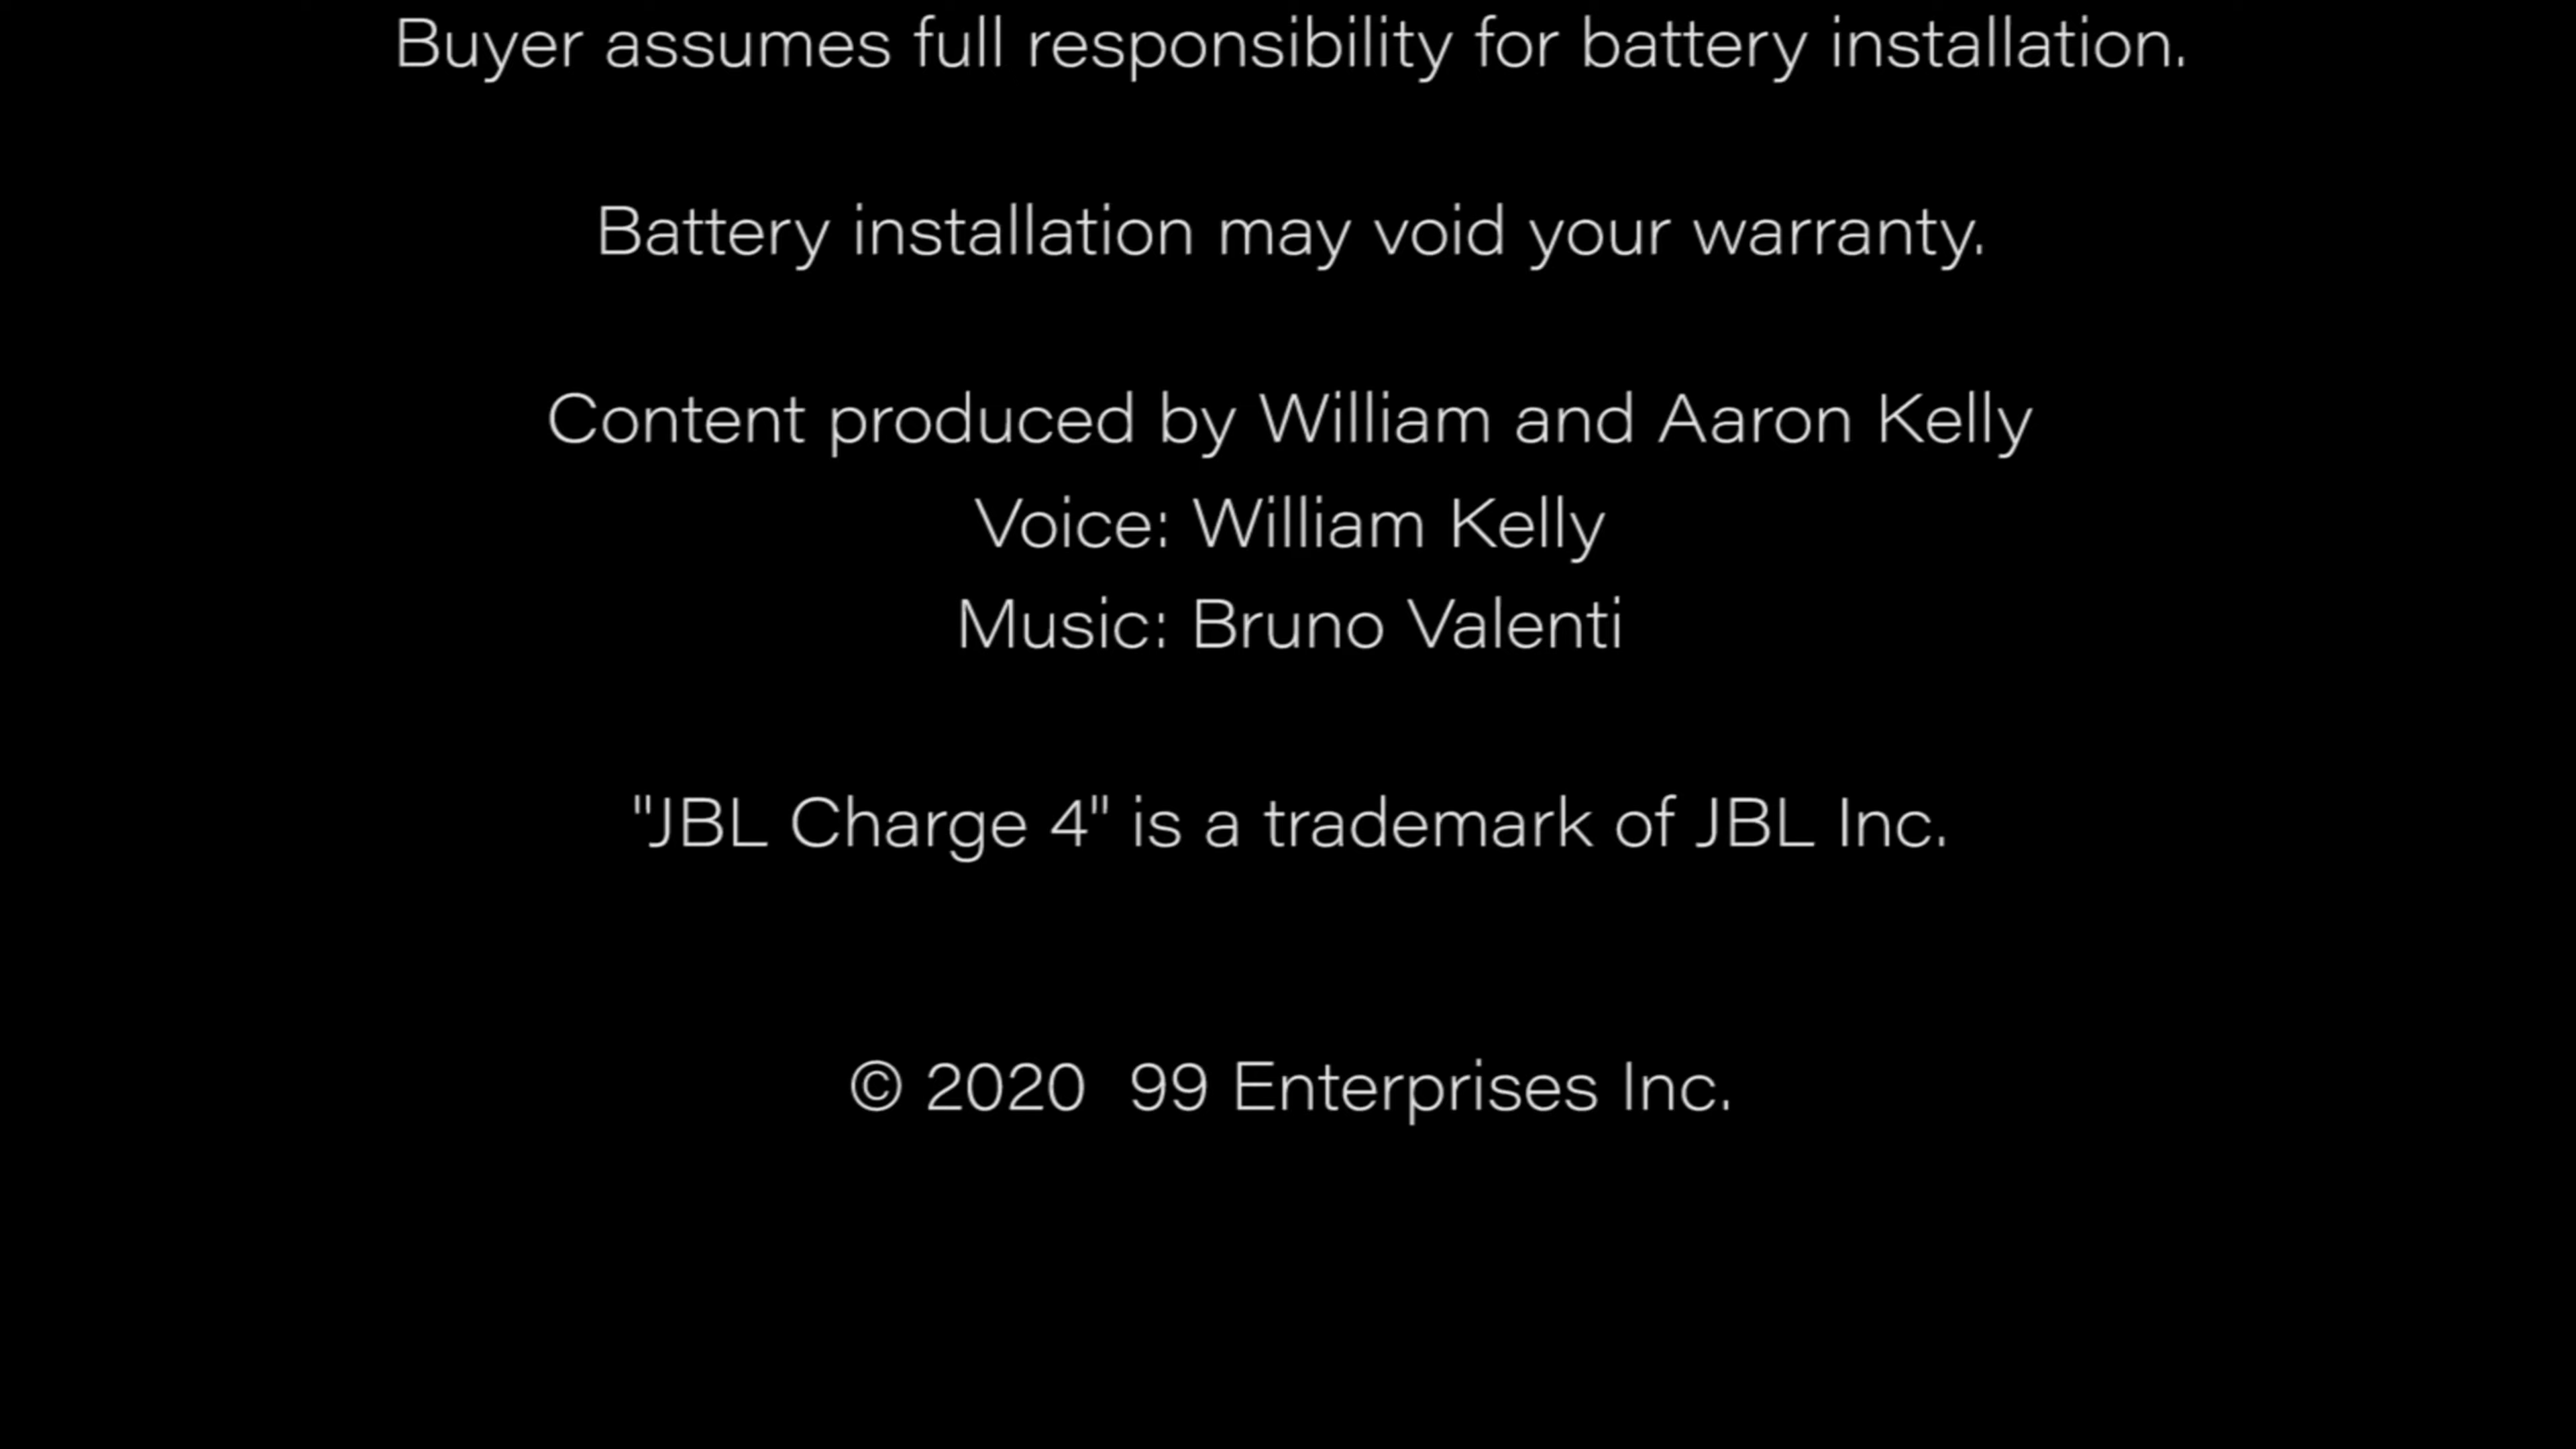 Buyer assumes full responsibility for battery installation.
Battery installation may void your warranty.
Content produced by William and Aaron Kelly
Voice: William Kelly
Music: Bruno Valenti
"JBL Charge 4" is a trademark of JBL Inc.
© 2020  99 Enterprises Inc.